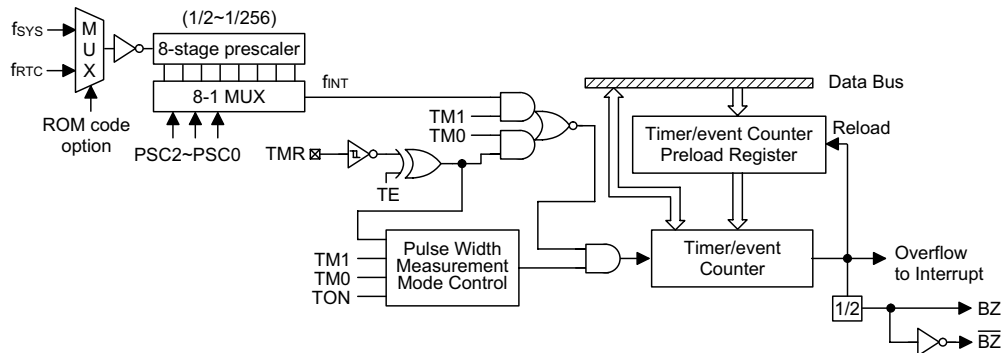 (1/2~1/256)
fSYS
fRTC
M
U
X
8-stage prescaler
8-1 MUX
ROM code
option
PSC2~PSC0
fINT
TM1
TM0
TMR
TE
TM1
TM0
TON
Pulse Width
Measurement
Mode Control
Data Bus
Timer/event Counter
Preload Register
Reload
Timer/event
Counter
Overflow
to Interrupt
1/2
BZ
B̅Z̅